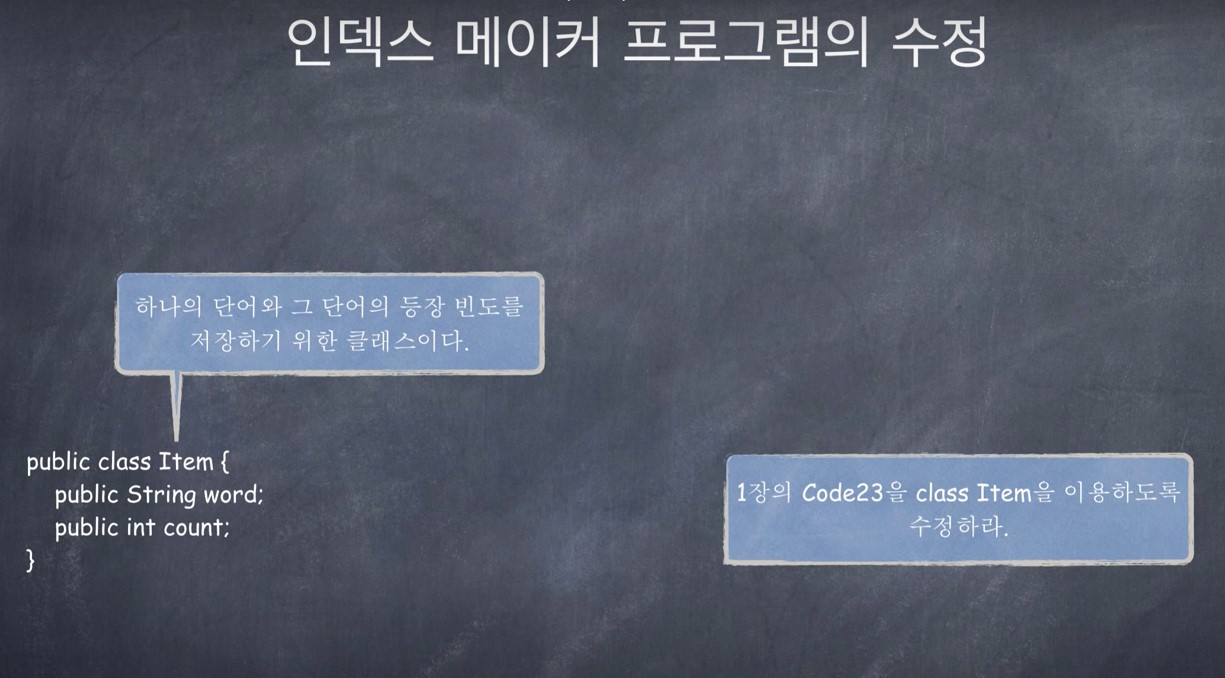 인덱스 메이커 프로그램의 수정
하나의 단어와 그 단어의 등장 빈도를
저장하기 위한 클래스이다.
public class Item {
public String word;
public int count;
}
1장의 Code23을 class Item을 이용하도록
수정하라.